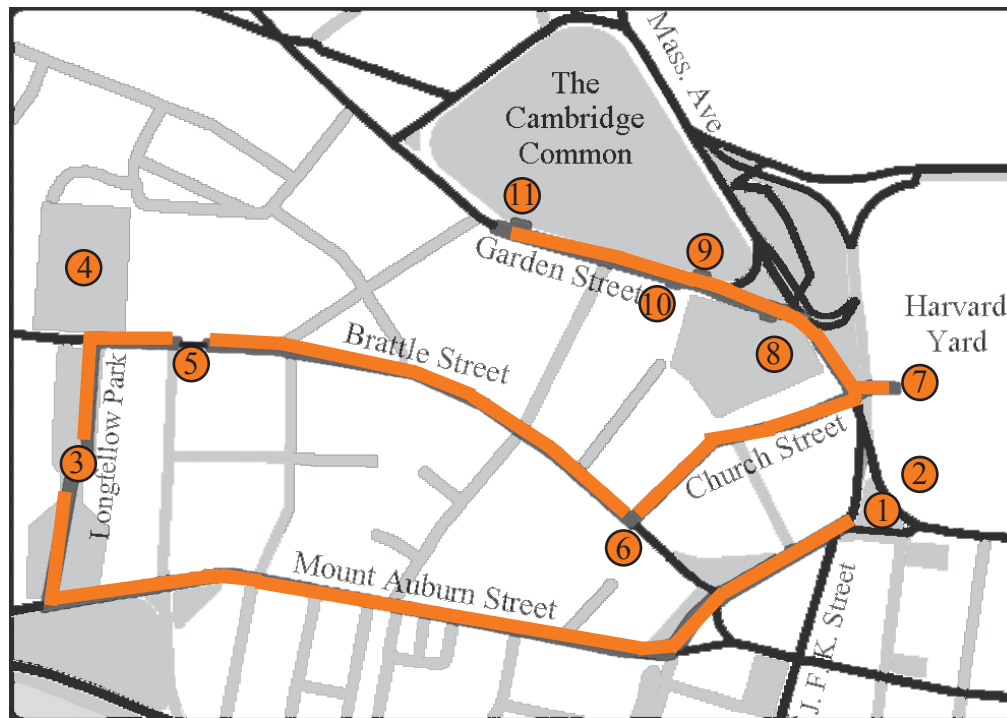 Mass. Ave
The
Cambridge
Common
11
9
Garden Street
4
10
Harvard
Yard
8
5
Brattle Street
7
Longfellow Park
3
Church Street
2
1
6
Mount Auburn Street
J. F. K. Street